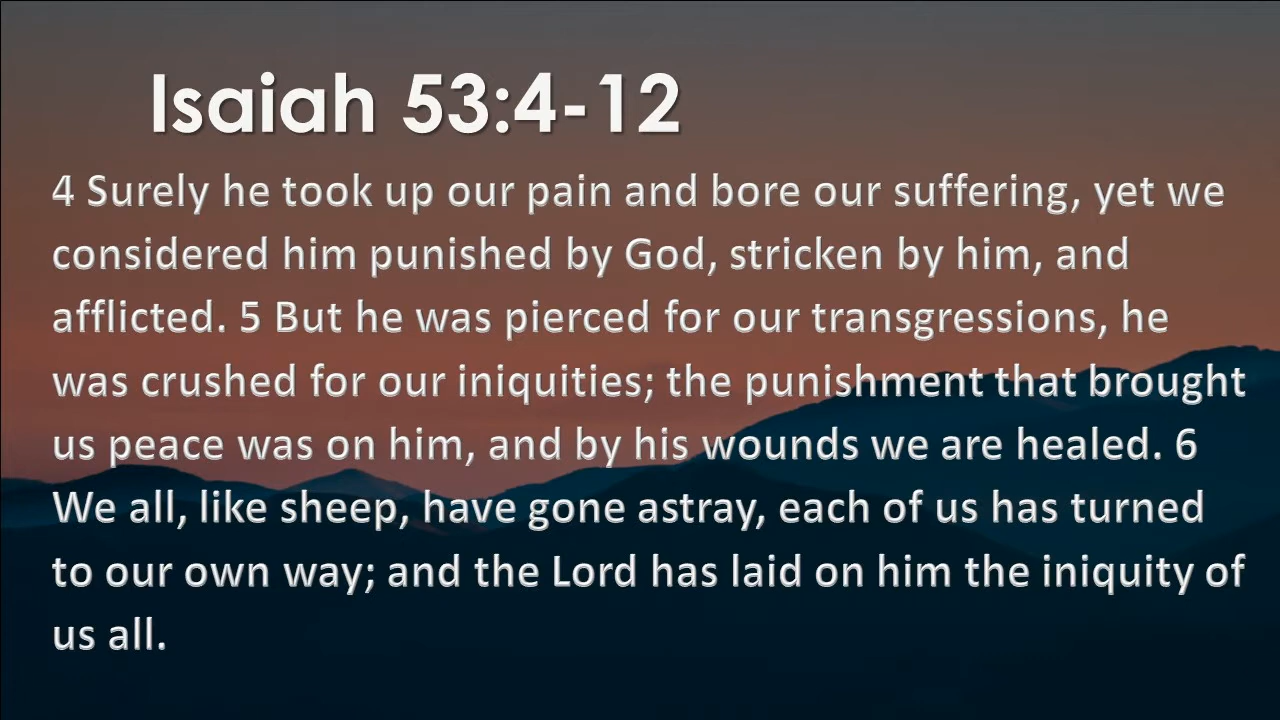 Isaiah 53:4-12
4 Surely he took up our pain and bore our suffering, yet we
considered him punished by God, stricken by him, and
afflicted. 5 But he was pierced for our transgressions, he
was crushed for our iniquities; the punishment that brought
us peace was on him, and by his wounds we are healed. 6
We all, like sheep, have gone astray, each of us has turned
to our own way; and the Lord has laid on him the iniquity of
us all.